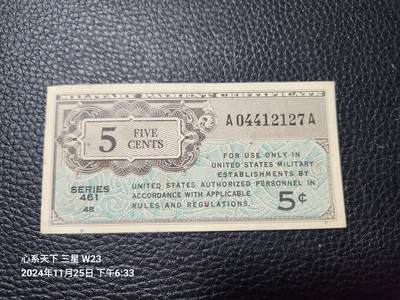 MILITARY PAYMENT CERTIFICATE
5 FIVE CENTS
A04412127A
SERIES 461
48
FOR USE ONLY IN
UNITED STATES MILITARY
ESTABLISHMENTS BY
UNITED STATES AUTHORIZED PERSONNEL IN
ACCORDANCE WITH APPLICABLE
RULES AND REGULATIONS.
5¢
心系天下 三星 W23
2024年11月25日 下午6:33